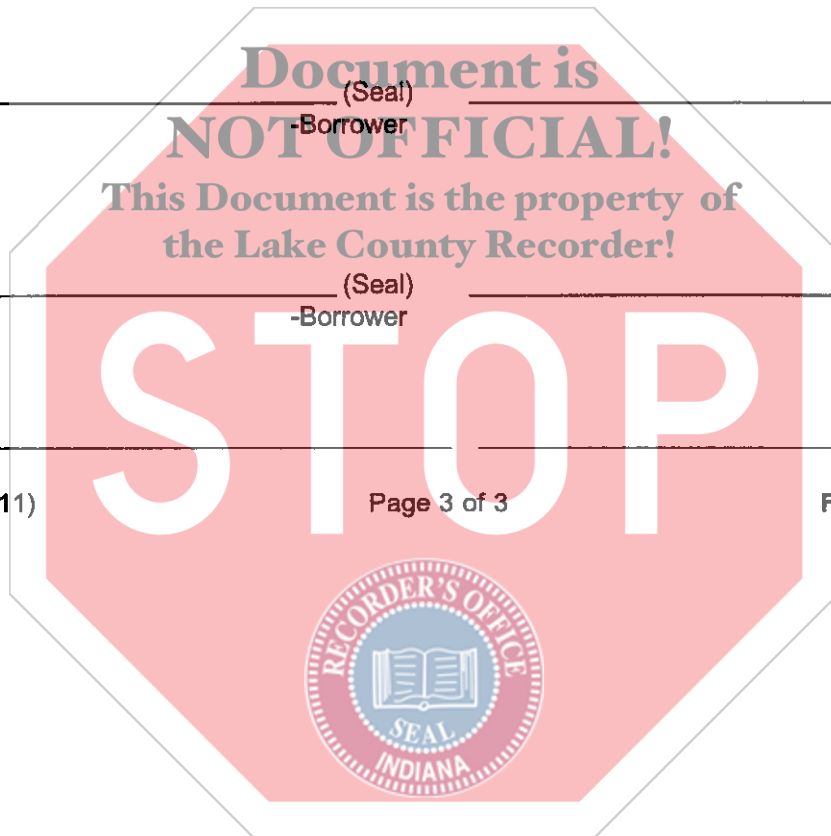 Document is
(Seal)
-Borrower
NOT OFFICIAL!
This Document is the property of
the Lake County Recorder!
(Seal)
-Borrower
STOP
11) Page 3 of 3 F
RECORDER'S OFFICE
SEAL
INDIANA